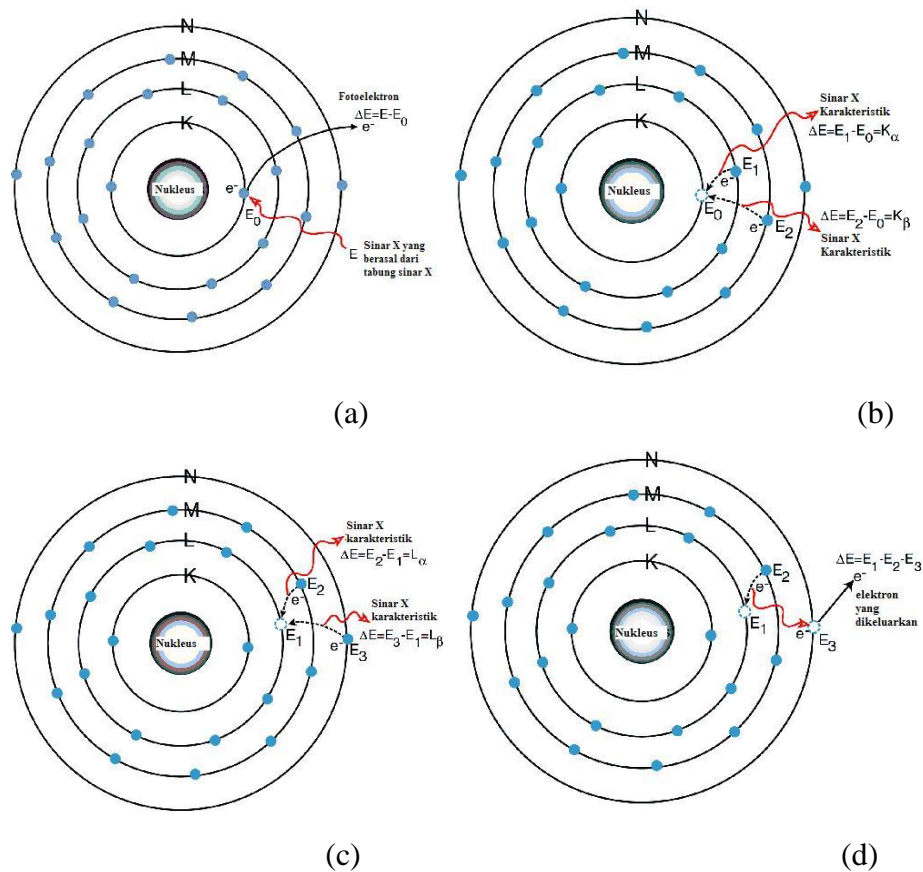 N
M
L
K
Nukleus
e-
E₀
Fotoelektron
ΔE=E-E₀
e-
E
Sinar X yang
berasal dari
tabung sinar X
(a)
N
M
L
K
Nukleus
Sinar X
Karakteristik
ΔE=E₁-E₀=Kα
E₁
e-
E₀
e-
E₂
ΔE=E₂-E₀=Kβ
Sinar X
Karakteristik
(b)
N
M
L
K
Nukleus
Sinar X
karakteristik
ΔE=E₂-E₁=Lα
E₂
e-
E₁
Sinar X
karakteristik
ΔE=E₃-E₁=Lβ
e-
E₃
(c)
N
M
L
K
Nukleus
E₂
e-
E₁
ΔE=E₁-E₂-E₃
e-
elektron
yang
dikeluarkan
e-
E₃
(d)